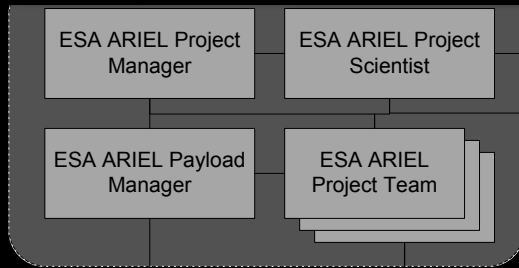 ESA ARIEL Project
Manager
ESA ARIEL Project
Scientist
ESA ARIEL Payload
Manager
ESA ARIEL
Project Team